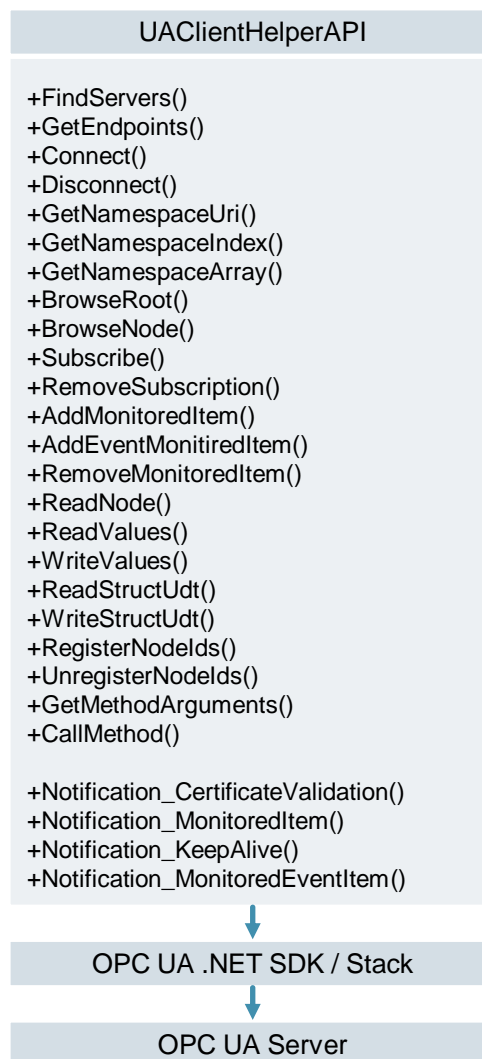 UAClientHelperAPI
+FindServers()
+GetEndpoints()
+Connect()
+Disconnect()
+GetNamespaceUri()
+GetNamespaceIndex()
+GetNamespaceArray()
+BrowseRoot()
+BrowseNode()
+Subscribe()
+RemoveSubscription()
+AddMonitoredItem()
+AddEventMonitiredItem()
+RemoveMonitoredItem()
+ReadNode()
+ReadValues()
+WriteValues()
+ReadStructUdt()
+WriteStructUdt()
+RegisterNodeIds()
+UnregisterNodeIds()
+GetMethodArguments()
+CallMethod()
+Notification_CertificateValidation()
+Notification_MonitoredItem()
+Notification_KeepAlive()
+Notification_MonitoredEventItem()
OPC UA .NET SDK / Stack
OPC UA Server